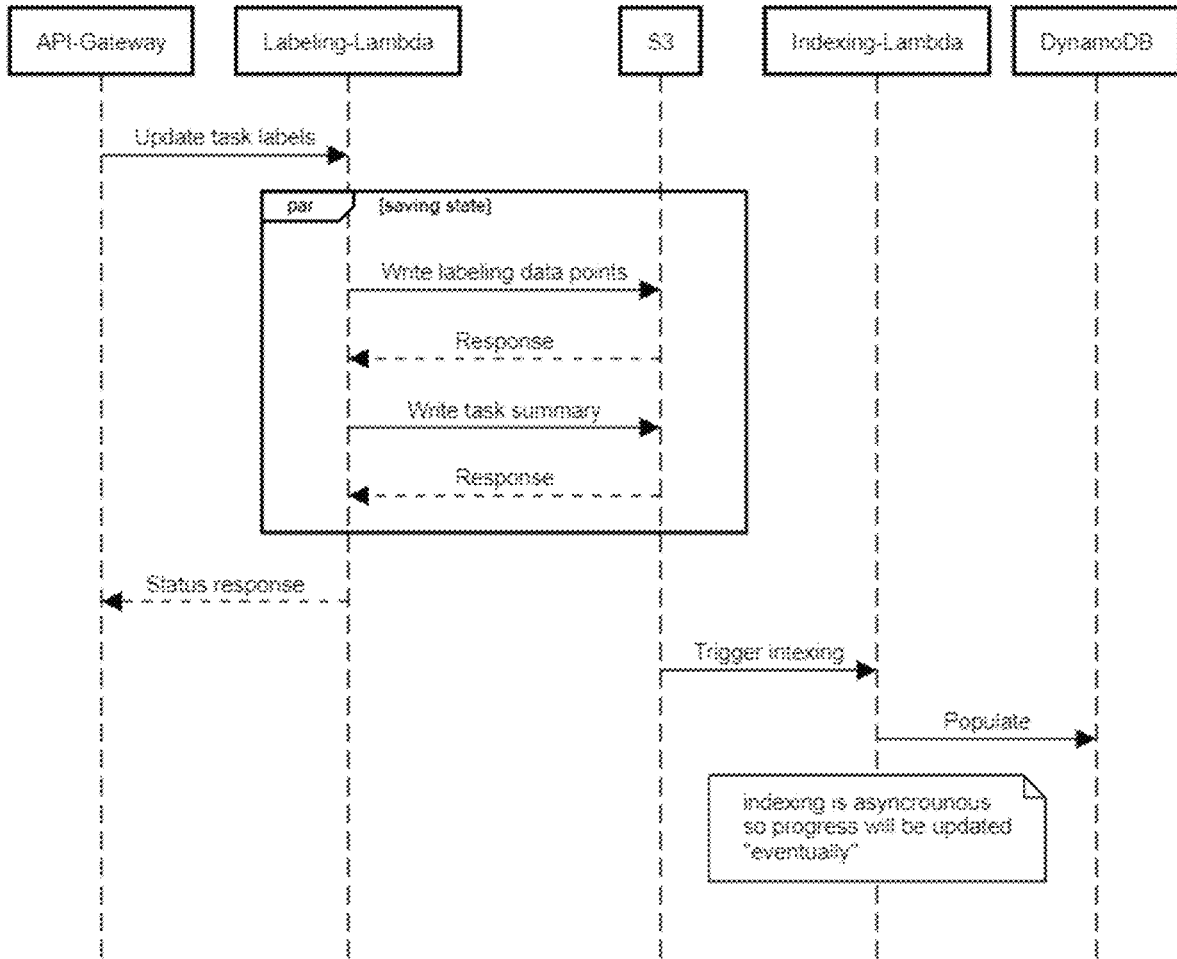 API-Gateway
Labeling-Lambda
S3
Indexing-Lambda
DynamoDB
Update task labels
par
[saving state]
Write labeling data points
Response
Write task summary
Response
Status response
Trigger intexing
Populate
indexing is asyncrounous
so progress will be updated
"eventually"